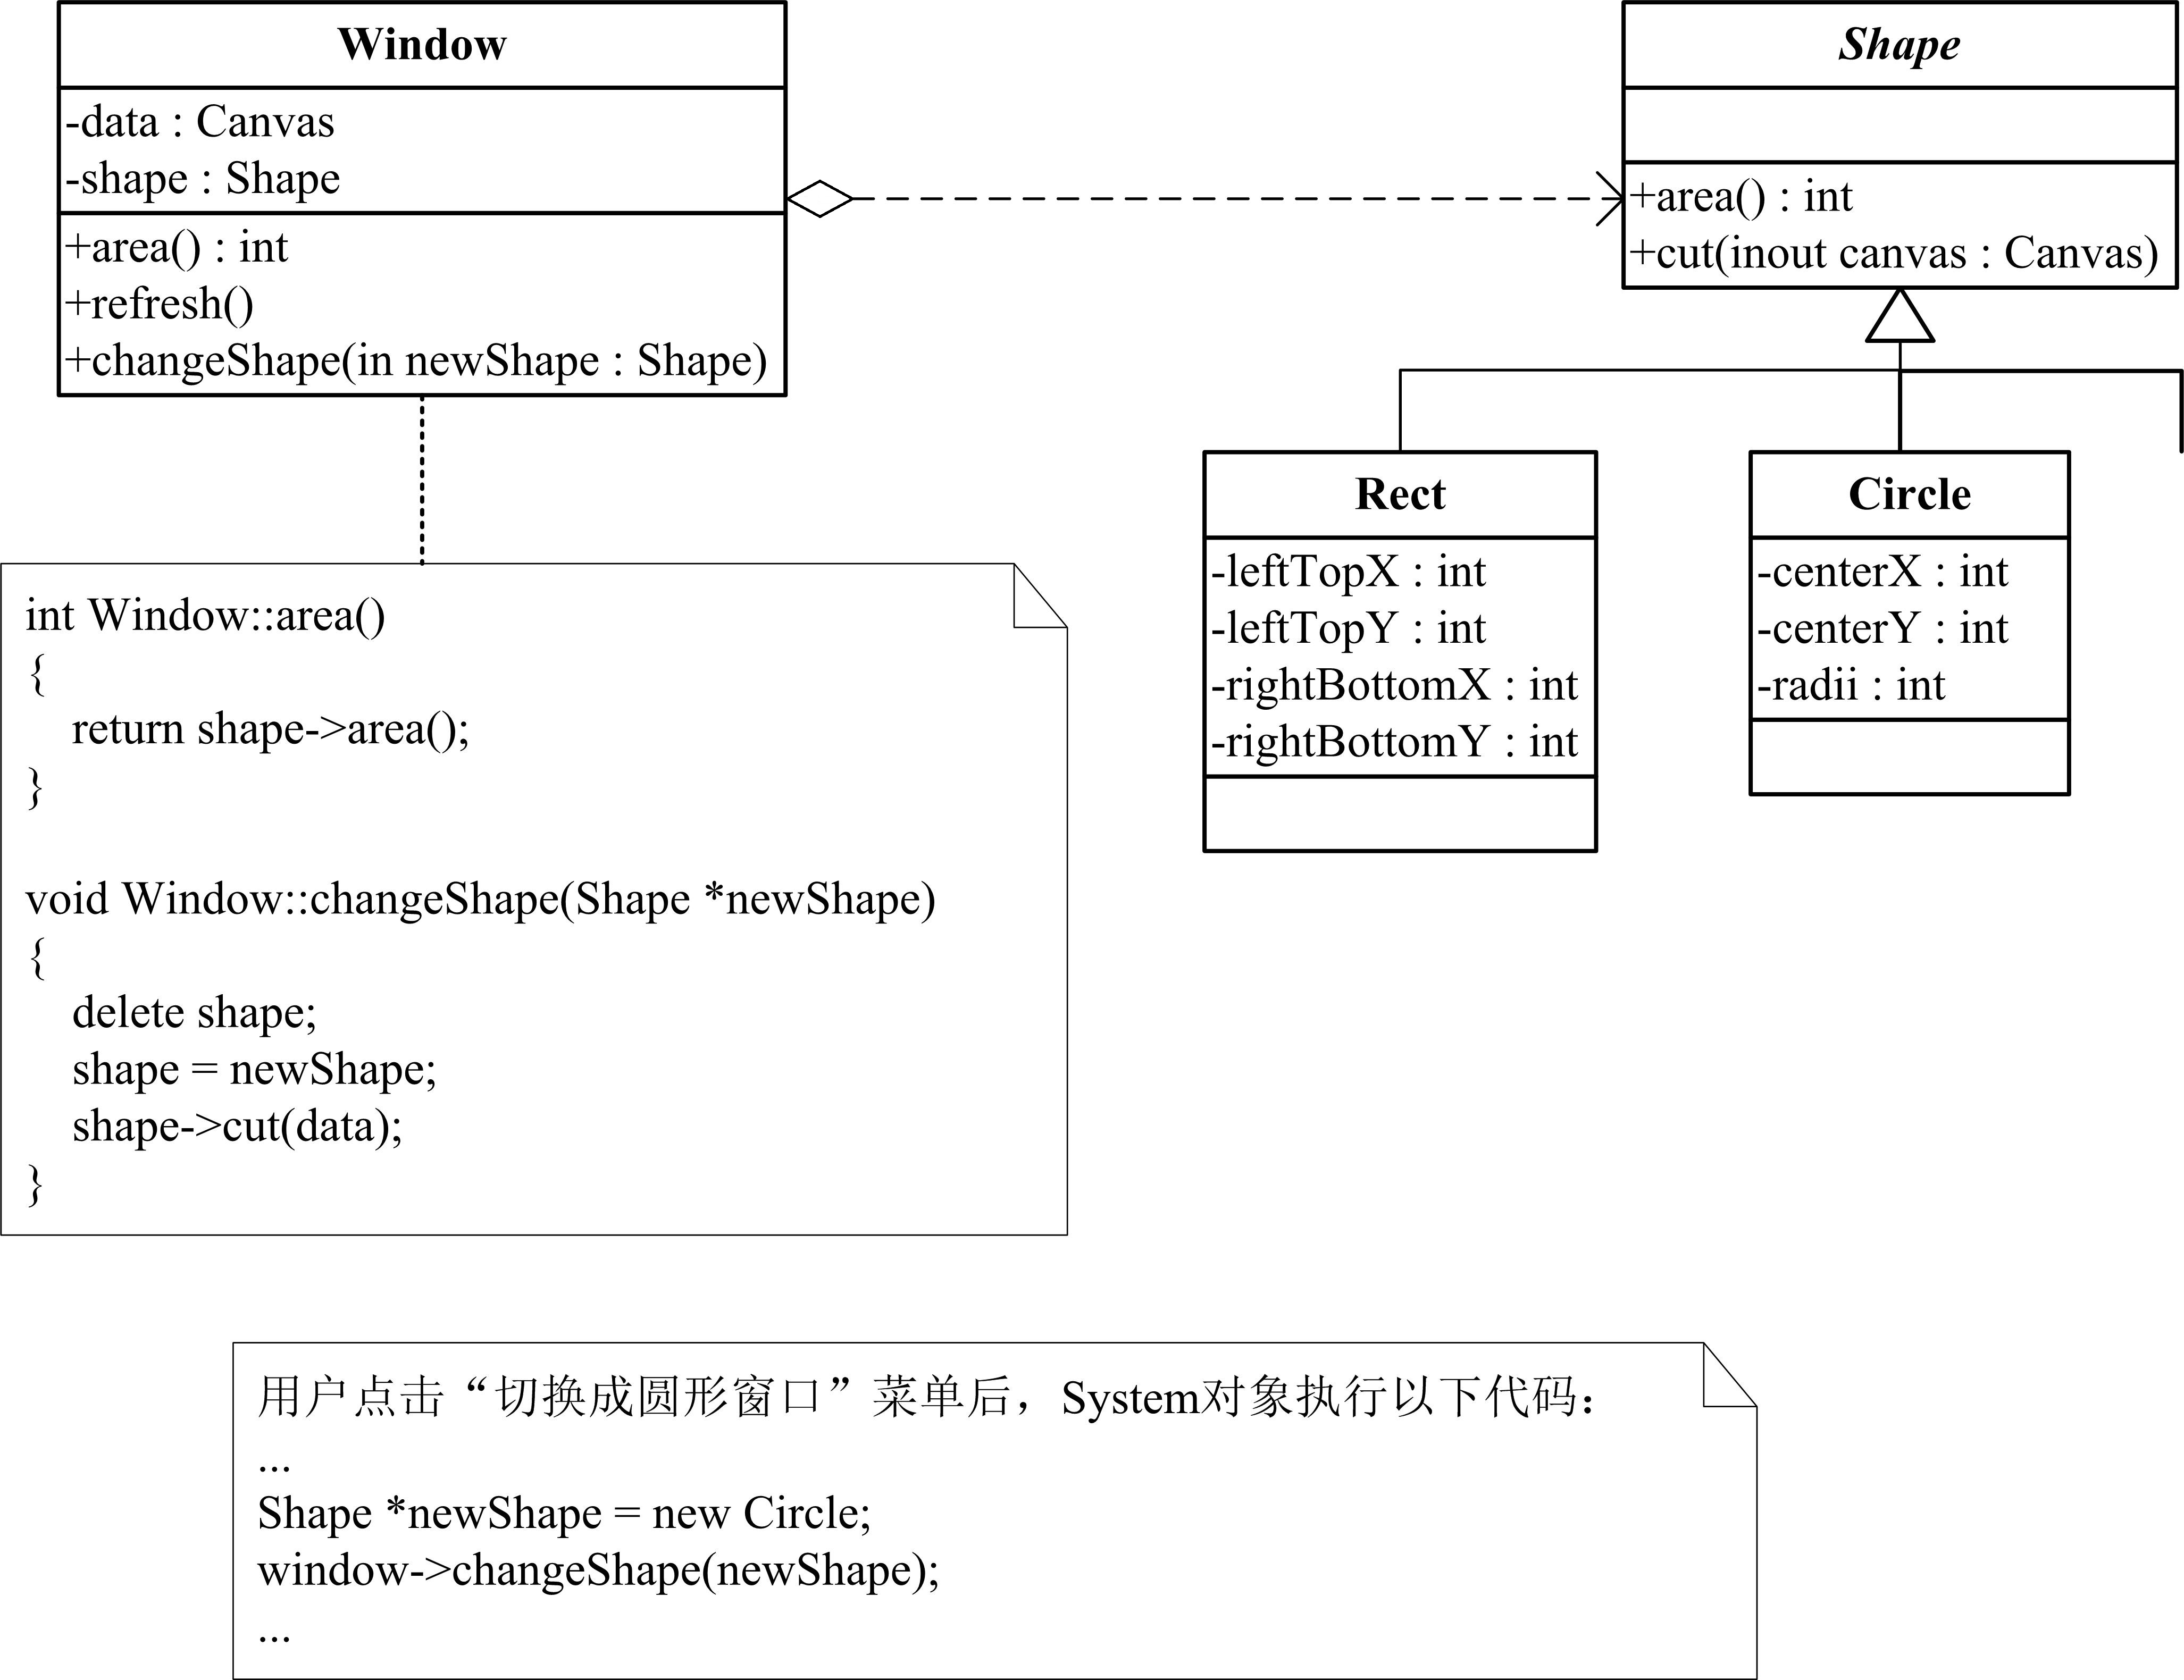 Window
-data : Canvas
-shape : Shape
+area() : int
+refresh()
+changeShape(in newShape : Shape)
Shape
+area() : int
+cut(inout canvas : Canvas)
Rect
-leftTopX : int
-leftTopY : int
-rightBottomX : int
-rightBottomY : int
Circle
-centerX : int
-centerY : int
-radii : int
int Window::area()
{
return shape->area();
}
void Window::changeShape(Shape *newShape)
{
delete shape;
shape = newShape;
shape->cut(data);
}
用户点击“切换成圆形窗口”菜单后，System对象执行以下代码：
...
Shape *newShape = new Circle;
window->changeShape(newShape);
...